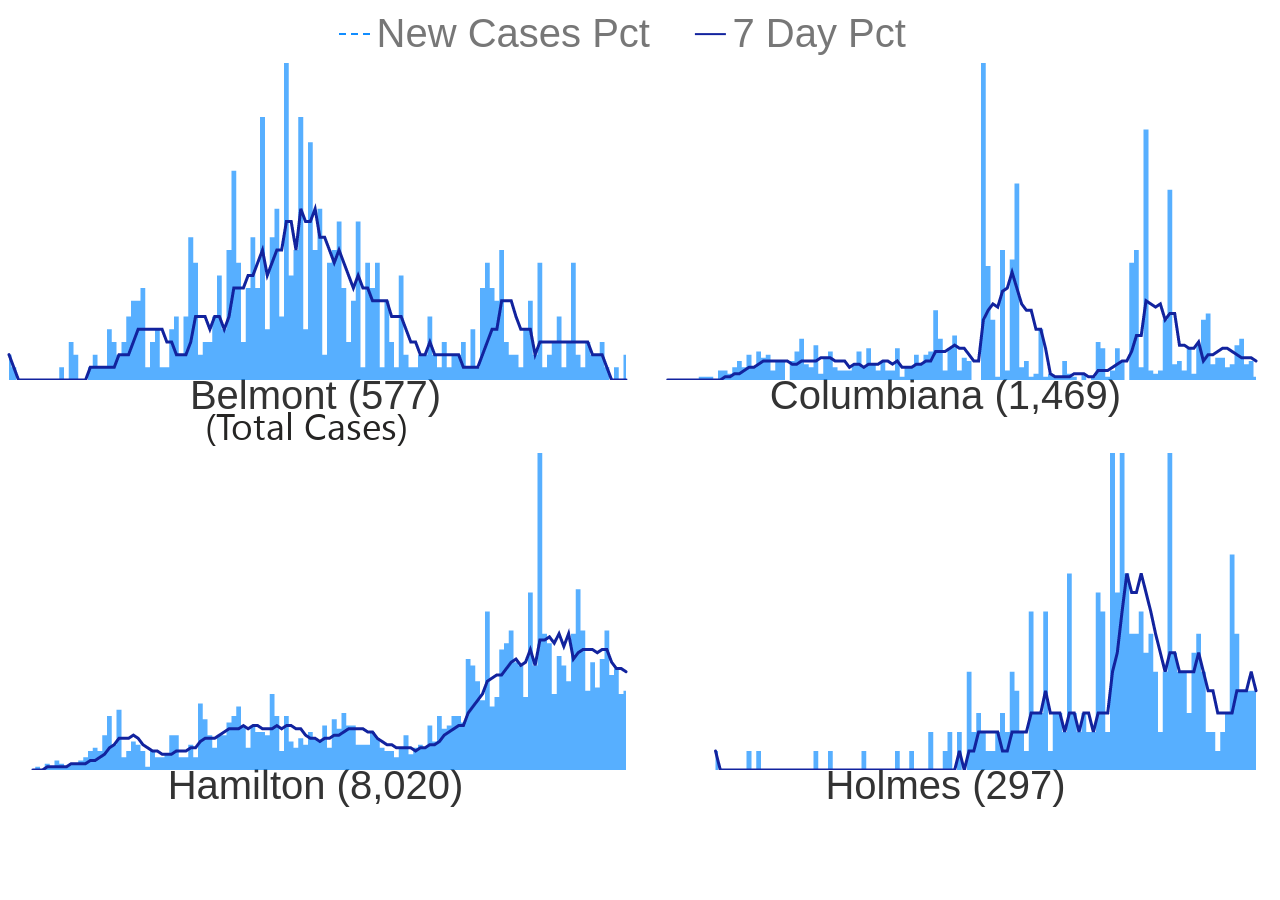 New Cases Pct 7 Day Pct
Belmont (577) Columbiana (1,469)
(Total Cases)
Hamilton (8,020) Holmes (297)